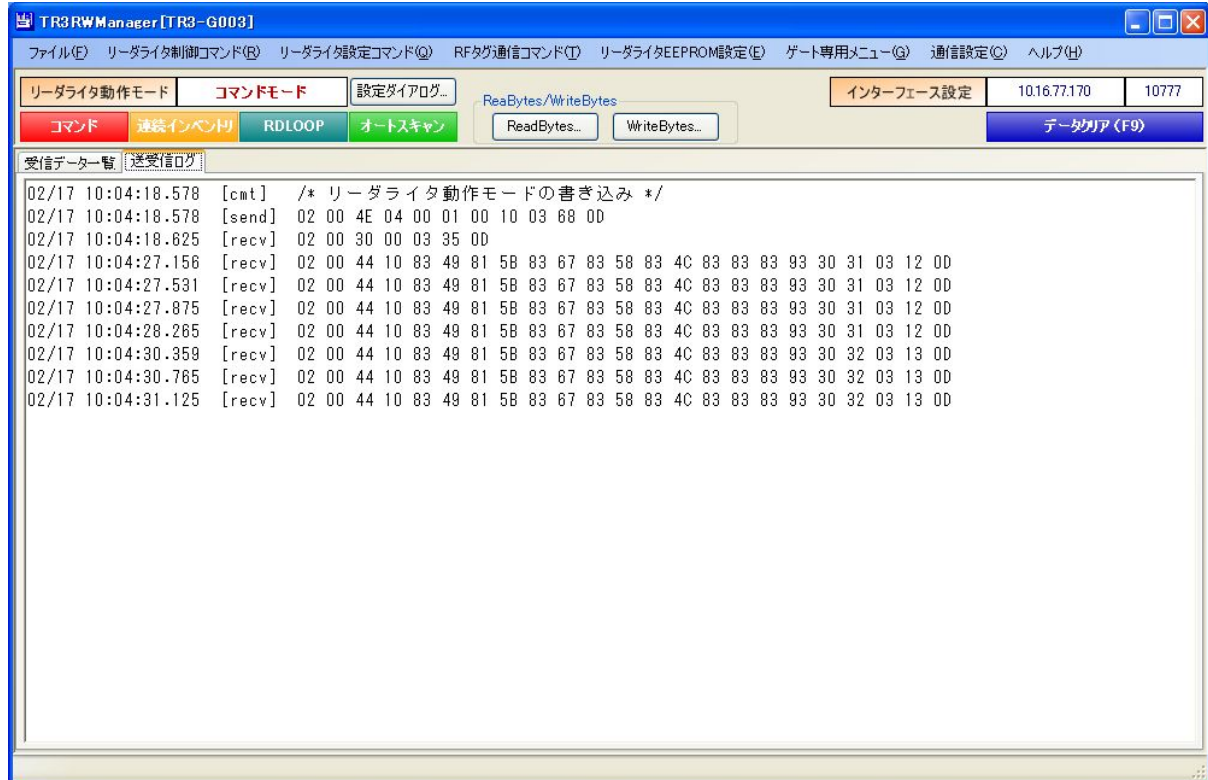 TR3RWManager[TR3-G003]
ファイル(F) リーダライタ制御コマンド(R) リーダライタ設定コマンド(Q) RFタグ通信コマンド(T) リーダライタEEPROM設定(E) ゲート専用メニュー(G) 通信設定(C) ヘルプ(H)
リーダライタ動作モード コマンドモード 設定ダイアログ... ReaBytes/WriteBytes インターフェース設定 10.16.77.170 10777
コマンド 連続インベントリ RDLOOP オートスキャン ReadBytes... WriteBytes... データクリア(F9)
受信データ一覧 送受信ログ
02/17 10:04:18.578 [cmt] /* リーダライタ動作モードの書き込み */
02/17 10:04:18.578 [send] 02 00 4E 04 00 01 00 10 03 68 0D
02/17 10:04:18.625 [recv] 02 00 30 00 03 35 0D
02/17 10:04:27.156 [recv] 02 00 44 10 83 49 81 5B 83 67 83 58 83 4C 83 83 83 93 30 31 03 12 0D
02/17 10:04:27.531 [recv] 02 00 44 10 83 49 81 5B 83 67 83 58 83 4C 83 83 83 93 30 31 03 12 0D
02/17 10:04:27.875 [recv] 02 00 44 10 83 49 81 5B 83 67 83 58 83 4C 83 83 83 93 30 31 03 12 0D
02/17 10:04:28.265 [recv] 02 00 44 10 83 49 81 5B 83 67 83 58 83 4C 83 83 83 93 30 31 03 12 0D
02/17 10:04:30.359 [recv] 02 00 44 10 83 49 81 5B 83 67 83 58 83 4C 83 83 83 93 30 32 03 13 0D
02/17 10:04:30.765 [recv] 02 00 44 10 83 49 81 5B 83 67 83 58 83 4C 83 83 83 93 30 32 03 13 0D
02/17 10:04:31.125 [recv] 02 00 44 10 83 49 81 5B 83 67 83 58 83 4C 83 83 83 93 30 32 03 13 0D